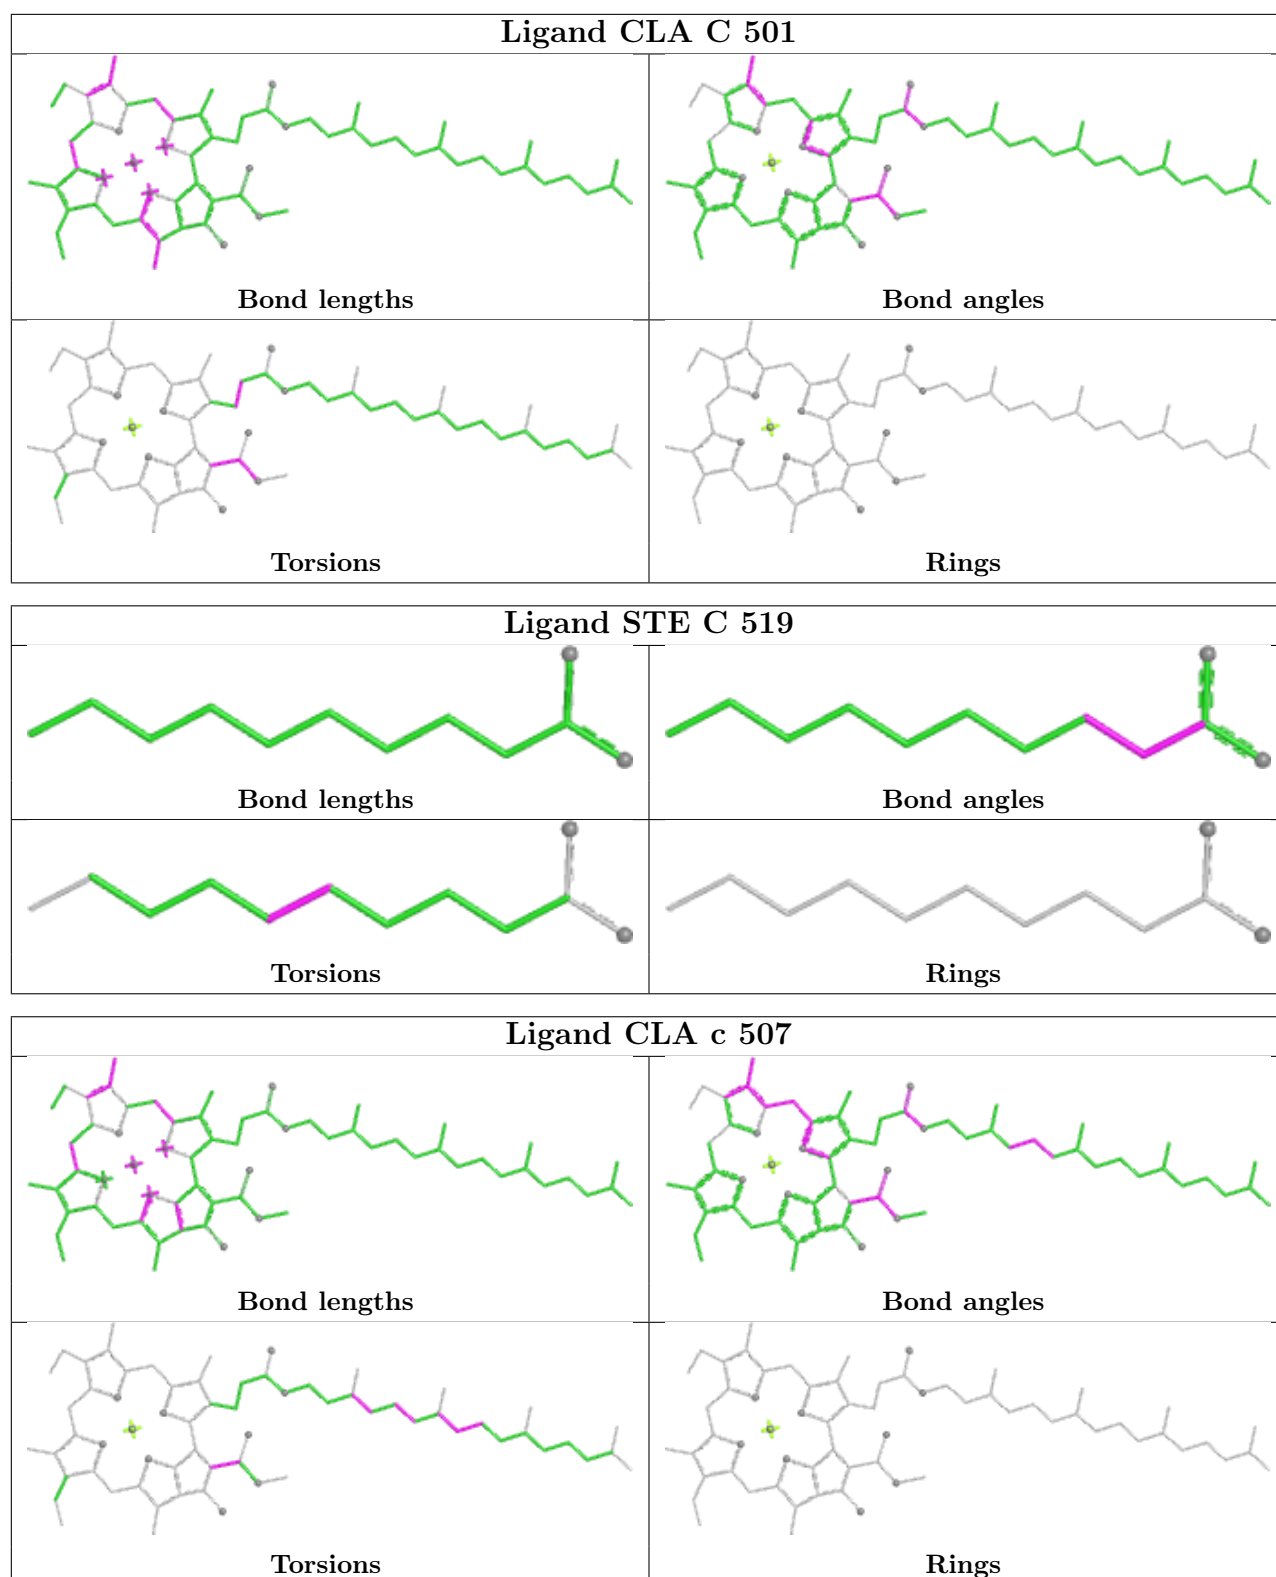 Ligand CLA C 501
Bond lengths
Bond angles
Torsions
Rings
Ligand STE C 519
Bond lengths
Bond angles
Torsions
Rings
Ligand CLA c 507
Bond lengths
Bond angles
Torsions
Rings